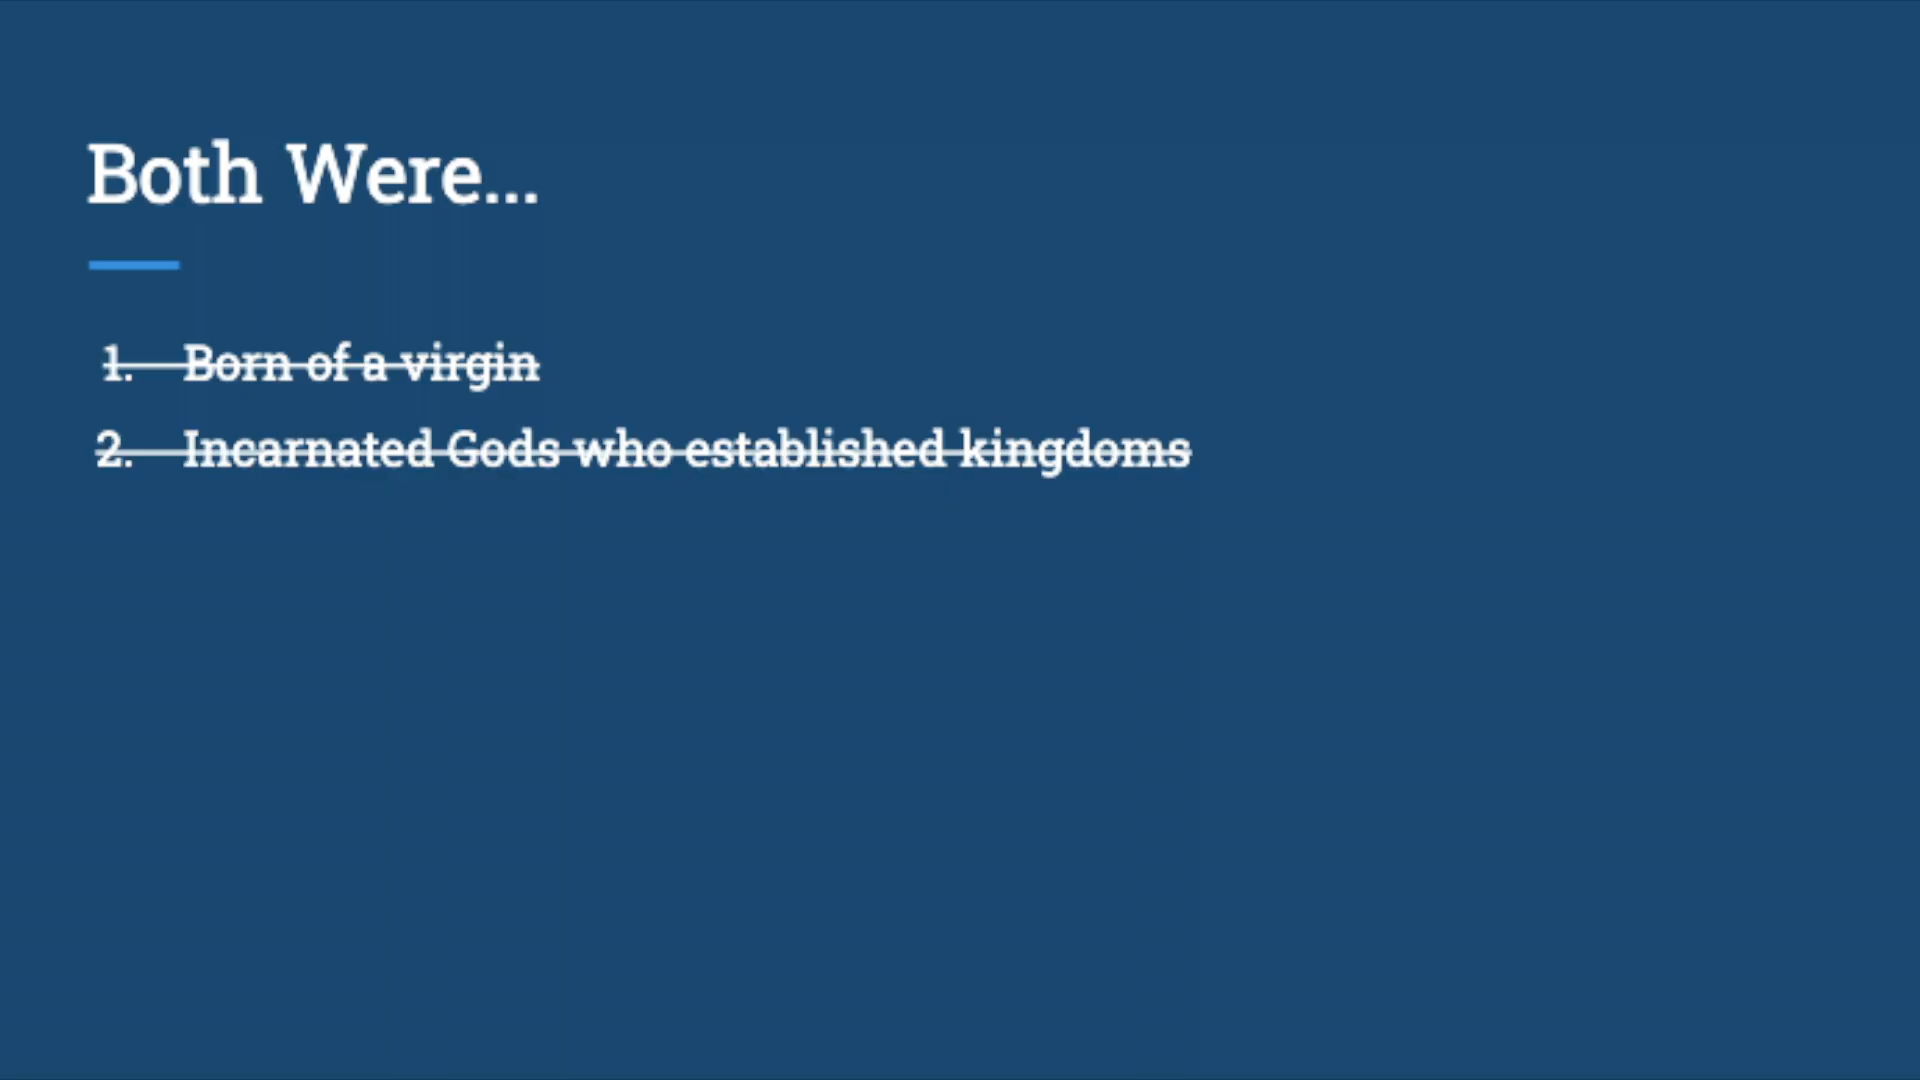 Both Were...
1. Born of a virgin
2. Incarnated Gods who established kingdoms